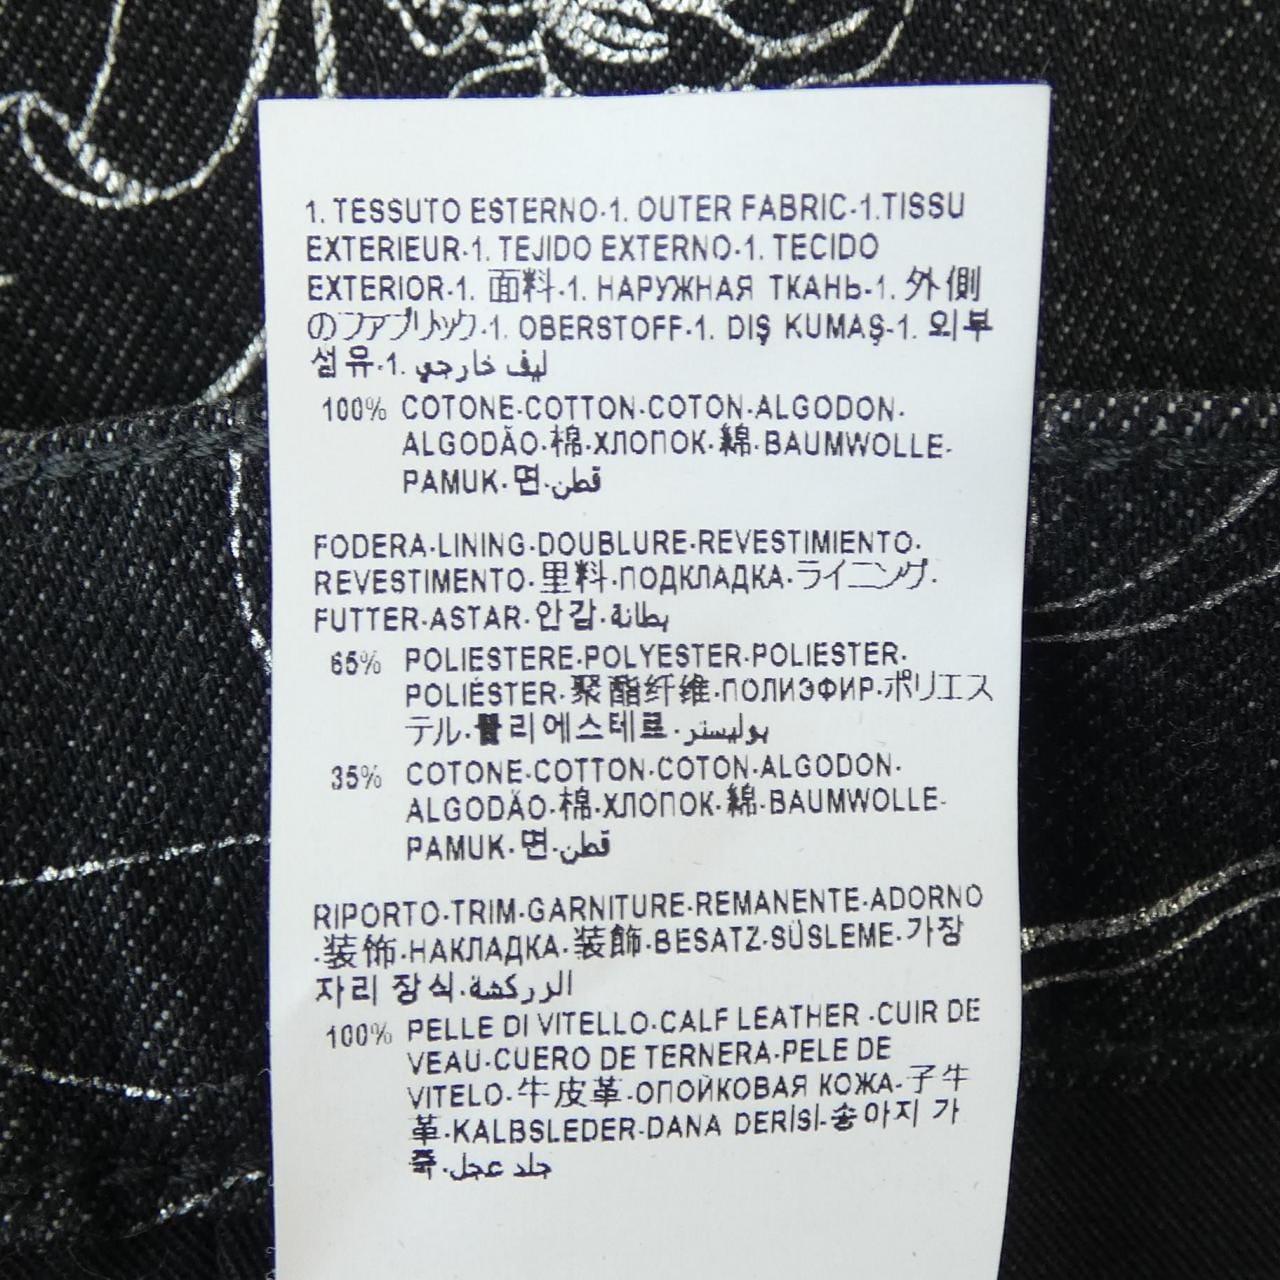 1. TESSUTO ESTERNO·1. OUTER FABRIC·1.TISSU
EXTERIEUR·1. TEJIDO EXTERNO·1. TECIDO
EXTERIOR·1. 面料·1. НАРУЖНАЯ ТКАНЬ·1. 外側
のファブリック·1. OBERSTOFF·1. DIŞ KUMAŞ·1. 외부
섬유·1. ليف خارجي
100% COTONE·COTTON·COTON·ALGODON·
ALGODÃO·棉·ХЛОПОК·綿·BAUMWOLLE·
PAMUK·면·قطن
FODERA·LINING·DOUBLURE·REVESTIMIENTO·
REVESTIMENTO·里料·ПОДКЛАДКА·ライニング·
FUTTER·ASTAR·안감·بطانة
65% POLIESTERE·POLYESTER·POLIESTER·
POLIÉSTER·聚酯纤维·ПОЛИЭФИР·ポリエス
テル·폴리에스테르·بوليستر
35% COTONE·COTTON·COTON·ALGODON·
ALGODÃO·棉·ХЛОПОК·綿·BAUMWOLLE·
PAMUK·면·قطن
RIPORTO·TRIM·GARNITURE·REMANENTE·ADORNO
·装饰·НАКЛАДКА·装飾·BESATZ·SÜSLEME·가장
자리 장식·الزركشة
100% PELLE DI VITELLO·CALF LEATHER ·CUIR DE
VEAU·CUERO DE TERNERA·PELE DE
VITELO·牛皮革·ОПОЙКОВАЯ КОЖА·子牛
革·KALBSLEDER·DANA DERİSİ·송아지 가
죽·جلد عجل